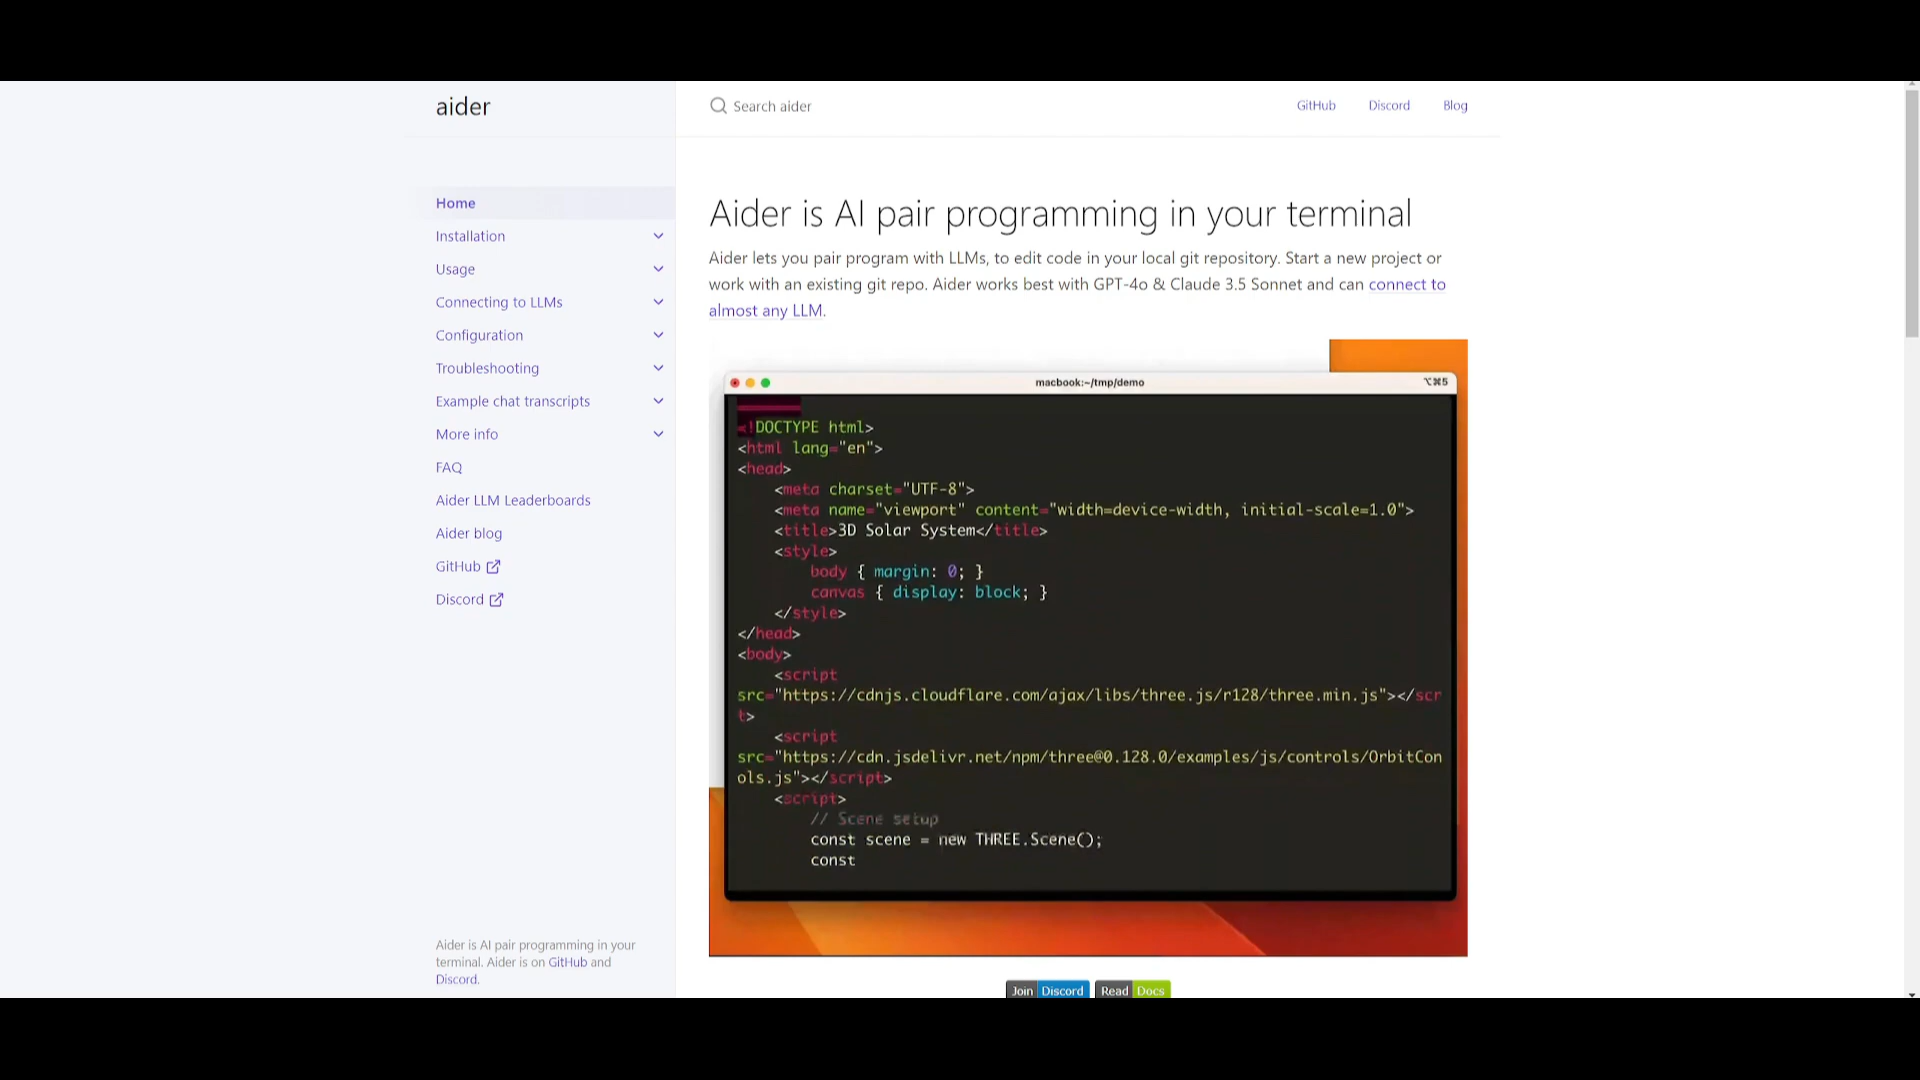 aider
Search aider
GitHub Discord Blog
Home
Installation
Usage
Connecting to LLMs
Configuration
Troubleshooting
Example chat transcripts
More info
FAQ
Aider LLM Leaderboards
Aider blog
GitHub
Discord
Aider is AI pair programming in your
terminal. Aider is on GitHub and
Discord.
Aider is AI pair programming in your terminal
Aider lets you pair program with LLMs, to edit code in your local git repository. Start a new project or
work with an existing git repo. Aider works best with GPT-4o & Claude 3.5 Sonnet and can connect to
almost any LLM.
macbook:~/tmp/demo ⌥⌘5
<!DOCTYPE html>
<html lang="en">
<head>
<meta charset="UTF-8">
<meta name="viewport" content="width=device-width, initial-scale=1.0">
<title>3D Solar System</title>
<style>
body { margin: 0; }
canvas { display: block; }
</style>
</head>
<body>
<script
src="https://cdnjs.cloudflare.com/ajax/libs/three.js/r128/three.min.js"></scr
t>
<script
src="https://cdn.jsdelivr.net/npm/three@0.128.0/examples/js/controls/OrbitCon
ols.js"></script>
<script>
// Scene setup
const scene = new THREE.Scene();
const
Join Discord Read Docs